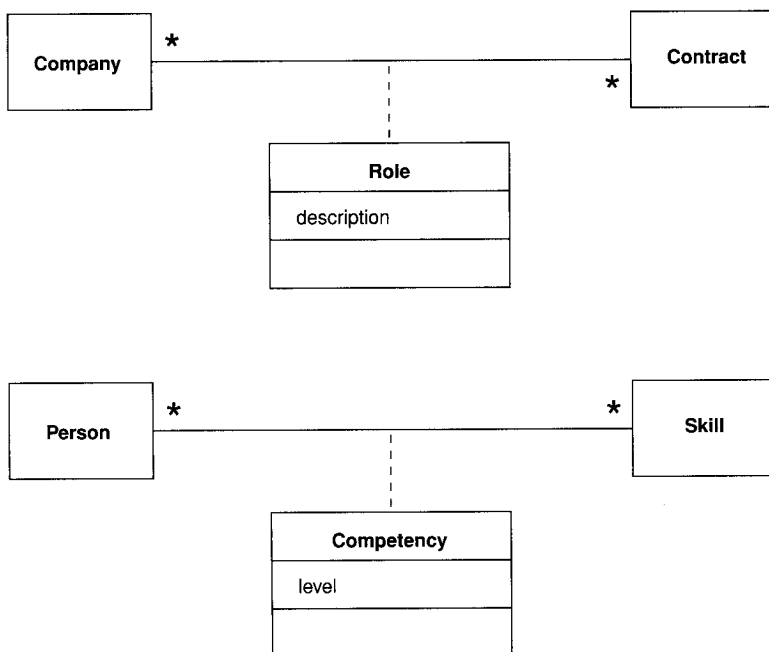 Company
*
*
Contract
Role
description
Person
*
*
Skill
Competency
level